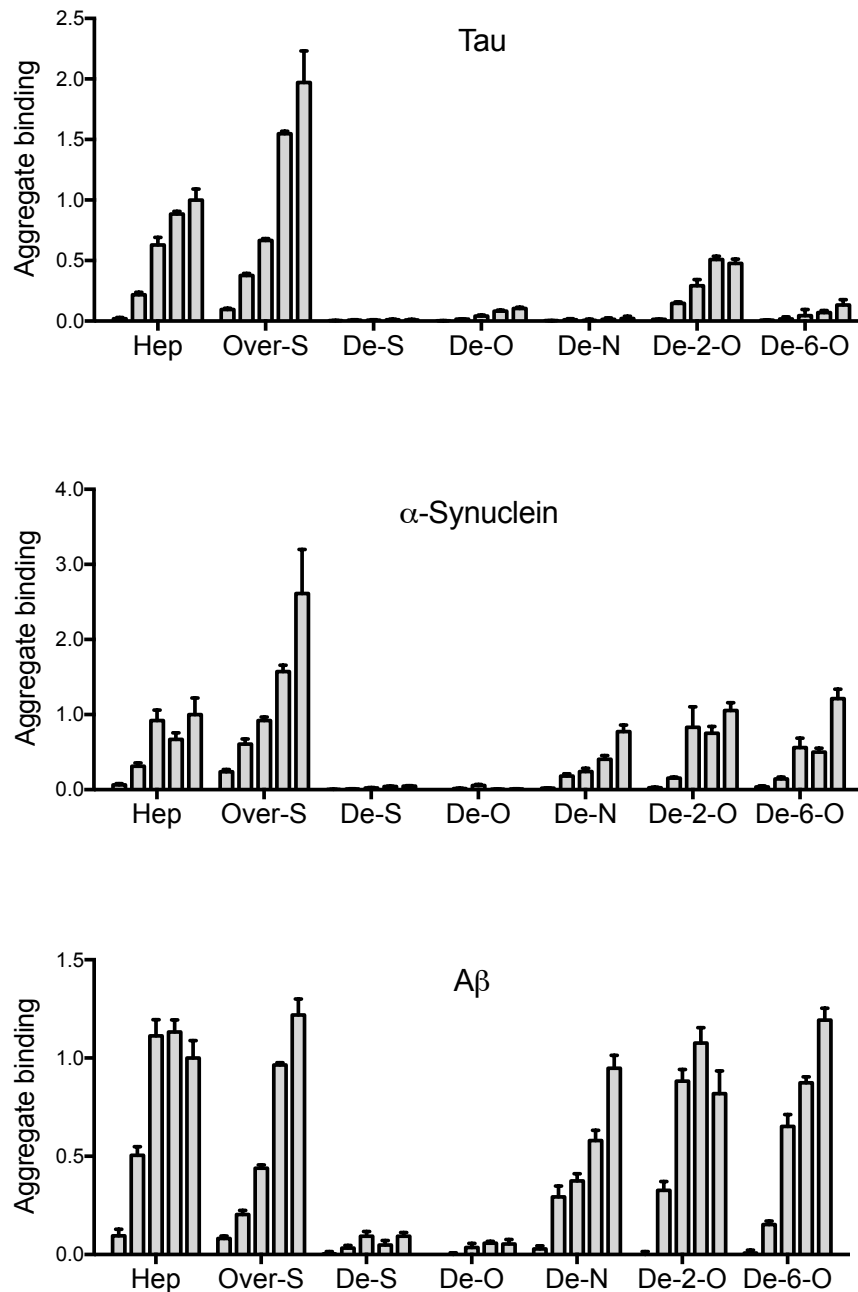 Tau
Aggregate binding
2.5
2.0
1.5
1.0
0.5
0.0
Hep Over-S De-S De-O De-N De-2-O De-6-O
α-Synuclein
Aggregate binding
4.0
3.0
2.0
1.0
0.0
Hep Over-S De-S De-O De-N De-2-O De-6-O
Aβ
Aggregate binding
1.5
1.0
0.5
0.0
Hep Over-S De-S De-O De-N De-2-O De-6-O